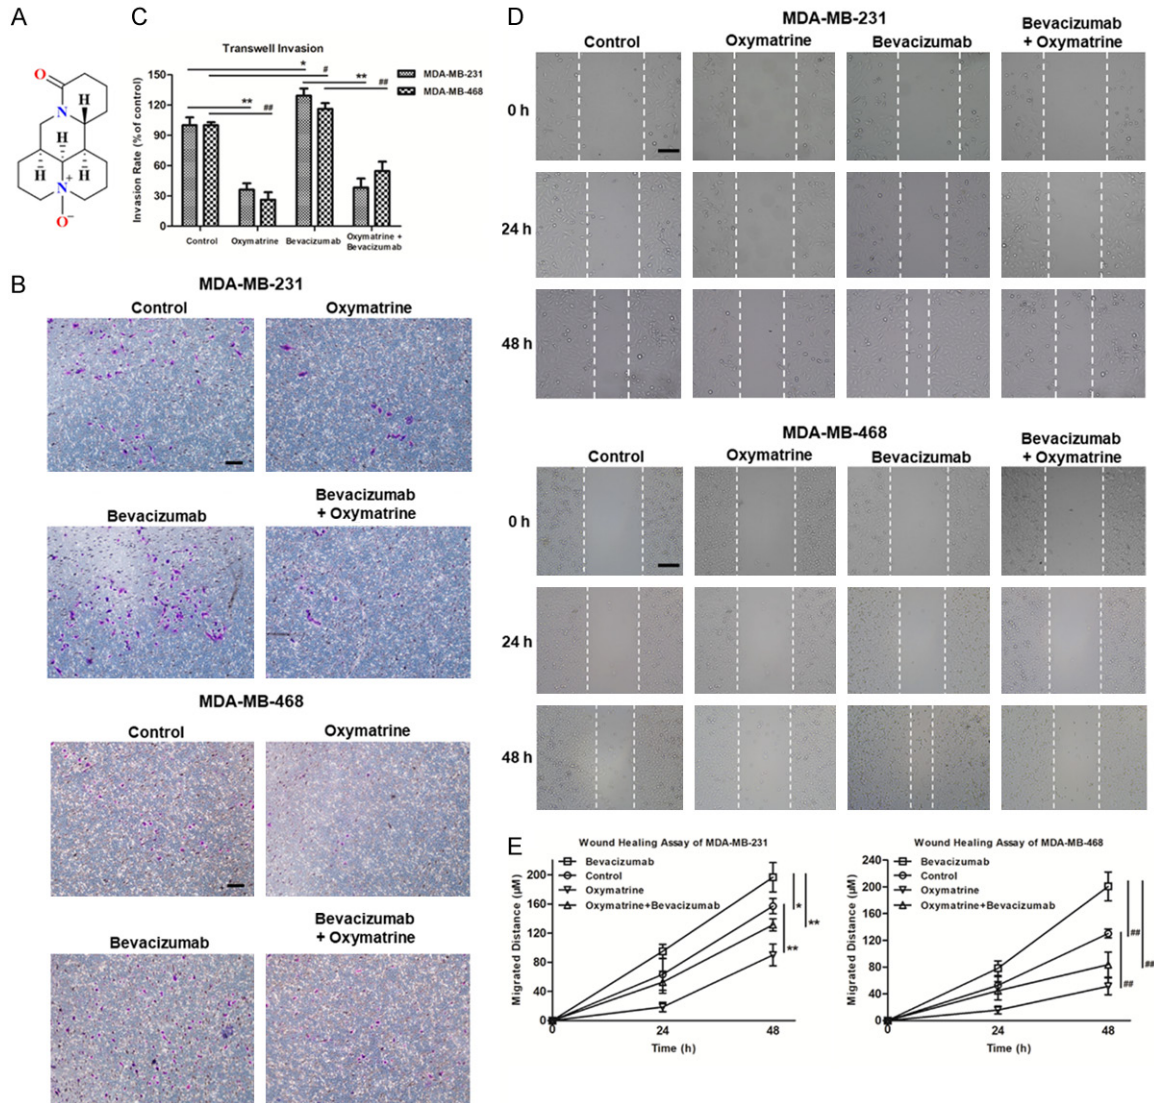 A
O
H
N
H
H
H
N
+
O
−
C
Transwell Invasion
Invasion Rate (% of control)
150
120
90
60
30
0
*
#
**
##
**
##
MDA-MB-231
MDA-MB-468
Control
Oxymatrine
Bevacizumab
Oxymatrine +
Bevacizumab
B
MDA-MB-231
Control
Oxymatrine
Bevacizumab
Bevacizumab
+ Oxymatrine
MDA-MB-468
Control
Oxymatrine
Bevacizumab
Bevacizumab
+ Oxymatrine
D
MDA-MB-231
Control
Oxymatrine
Bevacizumab
Bevacizumab
+ Oxymatrine
0 h
24 h
48 h
MDA-MB-468
Control
Oxymatrine
Bevacizumab
Bevacizumab
+ Oxymatrine
0 h
24 h
48 h
E
Wound Healing Assay of MDA-MB-231
Migrated Distance (µM)
200
160
120
80
40
0
Bevacizumab
Control
Oxymatrine
Oxymatrine+Bevacizumab
*
**
**
0
24
48
Time (h)
Wound Healing Assay of MDA-MB-468
Migrated Distance (µM)
240
200
160
120
80
40
0
Bevacizumab
Control
Oxymatrine
Oxymatrine+Bevacizumab
##
##
##
0
24
48
Time (h)